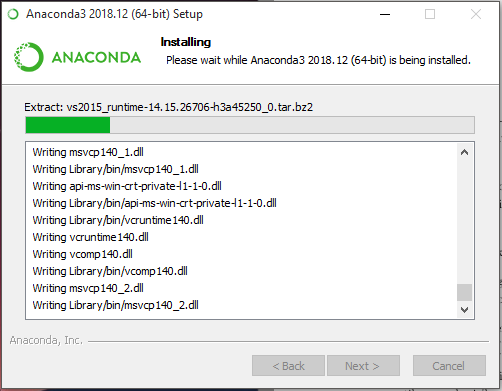 Anaconda3 2018.12 (64-bit) Setup
ANACONDA
Installing
Please wait while Anaconda3 2018.12 (64-bit) is being installed.
Extract: vs2015_runtime-14.15.26706-h3a45250_0.tar.bz2
Writing msvcp140_1.dll
Writing Library/bin/msvcp140_1.dll
Writing api-ms-win-crt-private-l1-1-0.dll
Writing Library/bin/api-ms-win-crt-private-l1-1-0.dll
Writing Library/bin/vcruntime140.dll
Writing vcruntime140.dll
Writing vcomp140.dll
Writing Library/bin/vcomp140.dll
Writing msvcp140_2.dll
Writing Library/bin/msvcp140_2.dll
Anaconda, Inc.
< Back
Next >
Cancel